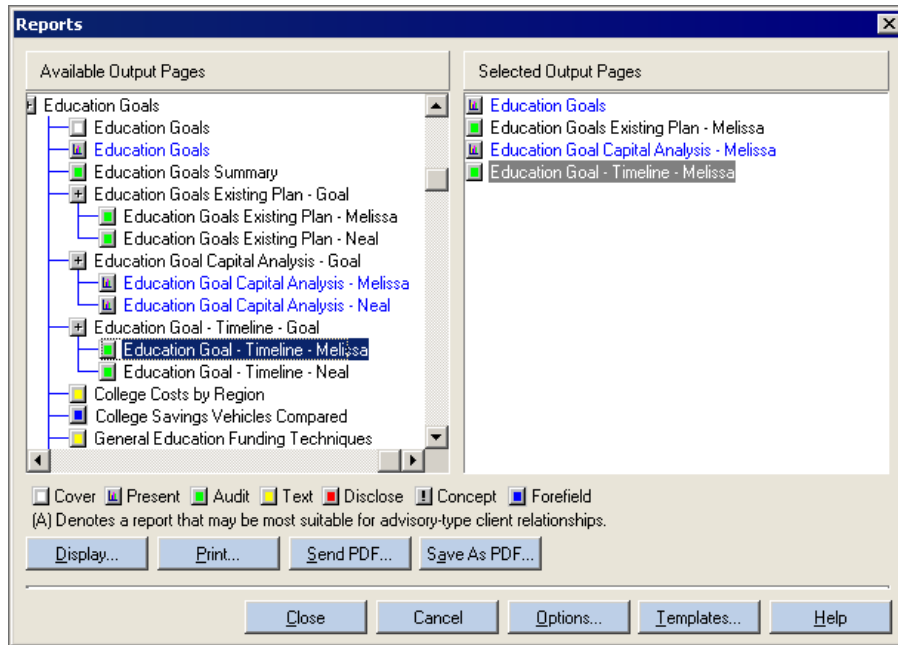 Reports
Available Output Pages
Education Goals
Education Goals
Education Goals
Education Goals Summary
Education Goals Existing Plan - Goal
Education Goals Existing Plan - Melissa
Education Goals Existing Plan - Neal
Education Goal Capital Analysis - Goal
Education Goal Capital Analysis - Melissa
Education Goal Capital Analysis - Neal
Education Goal - Timeline - Goal
Education Goal - Timeline - Melissa
Education Goal - Timeline - Neal
College Costs by Region
College Savings Vehicles Compared
General Education Funding Techniques
Selected Output Pages
Education Goals
Education Goals Existing Plan - Melissa
Education Goal Capital Analysis - Melissa
Education Goal - Timeline - Melissa
Cover Present Audit Text Disclose Concept Forefield
(A) Denotes a report that may be most suitable for advisory-type client relationships.
Display... Print... Send PDF... Save As PDF...
Close Cancel Options... Templates... Help